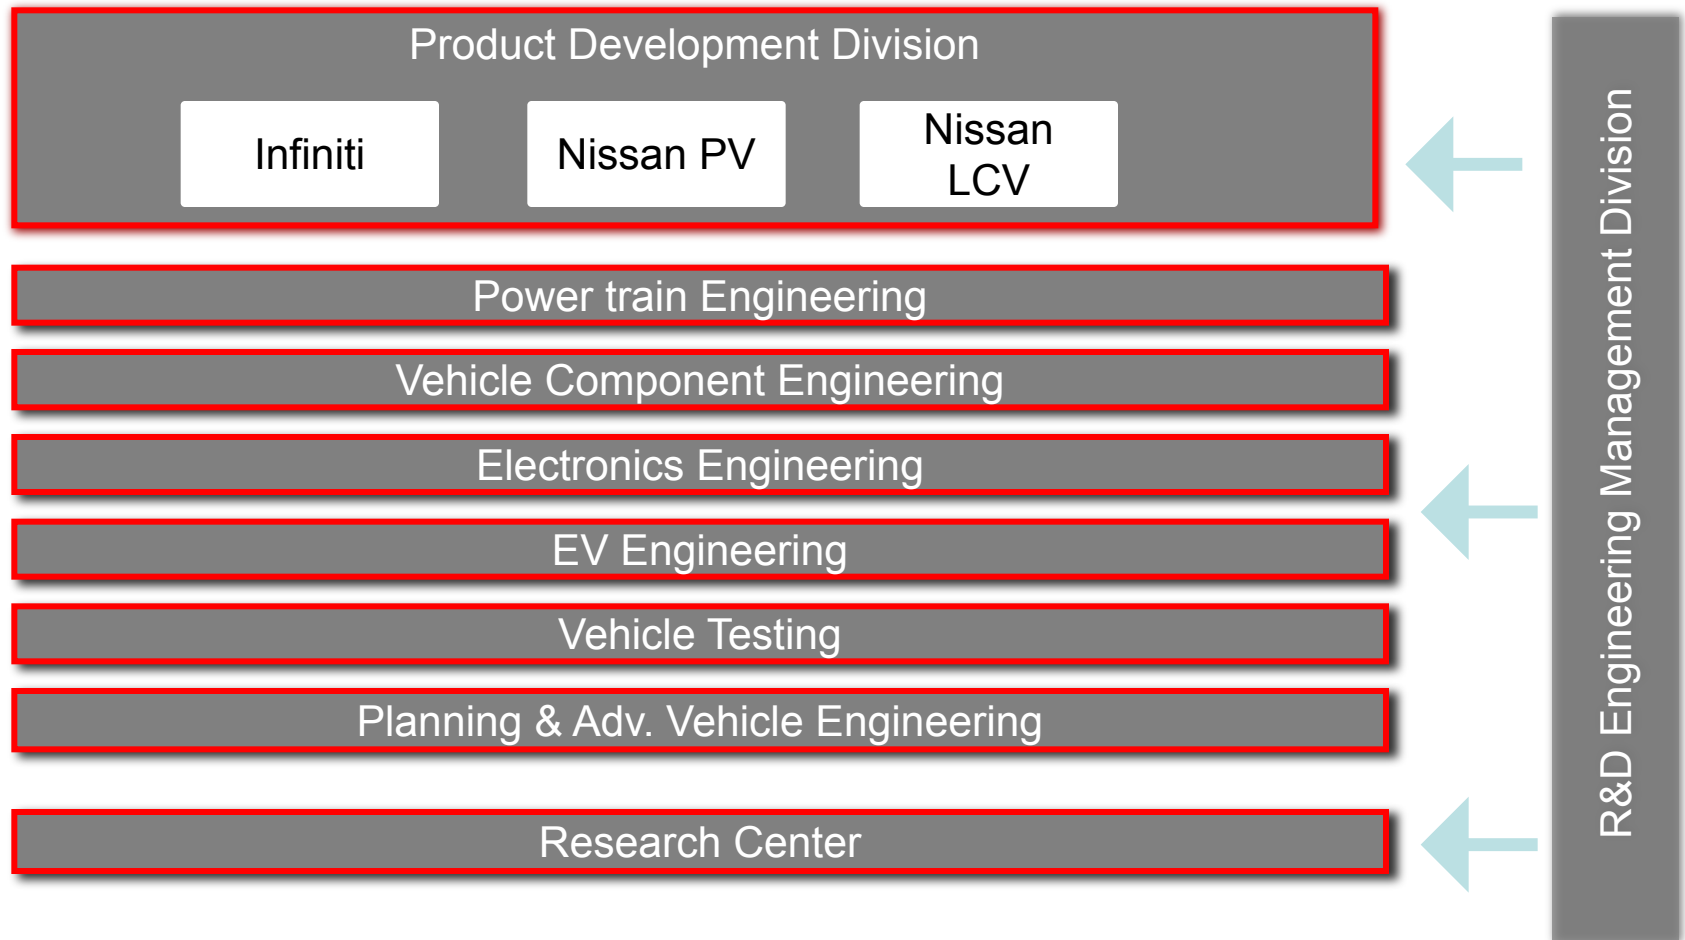 Product Development Division
Infiniti
Nissan PV
Nissan
LCV
Power train Engineering
Vehicle Component Engineering
Electronics Engineering
EV Engineering
Vehicle Testing
Planning & Adv. Vehicle Engineering
Research Center
R&D Engineering Management Division